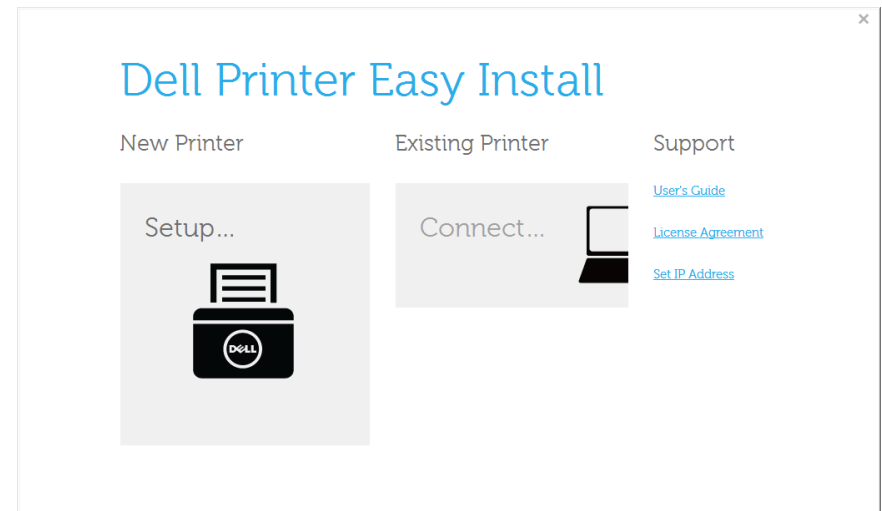 ×
Dell Printer Easy Install
New Printer
Setup...
DELL
Existing Printer
Connect...
Support
User's Guide
License Agreement
Set IP Address